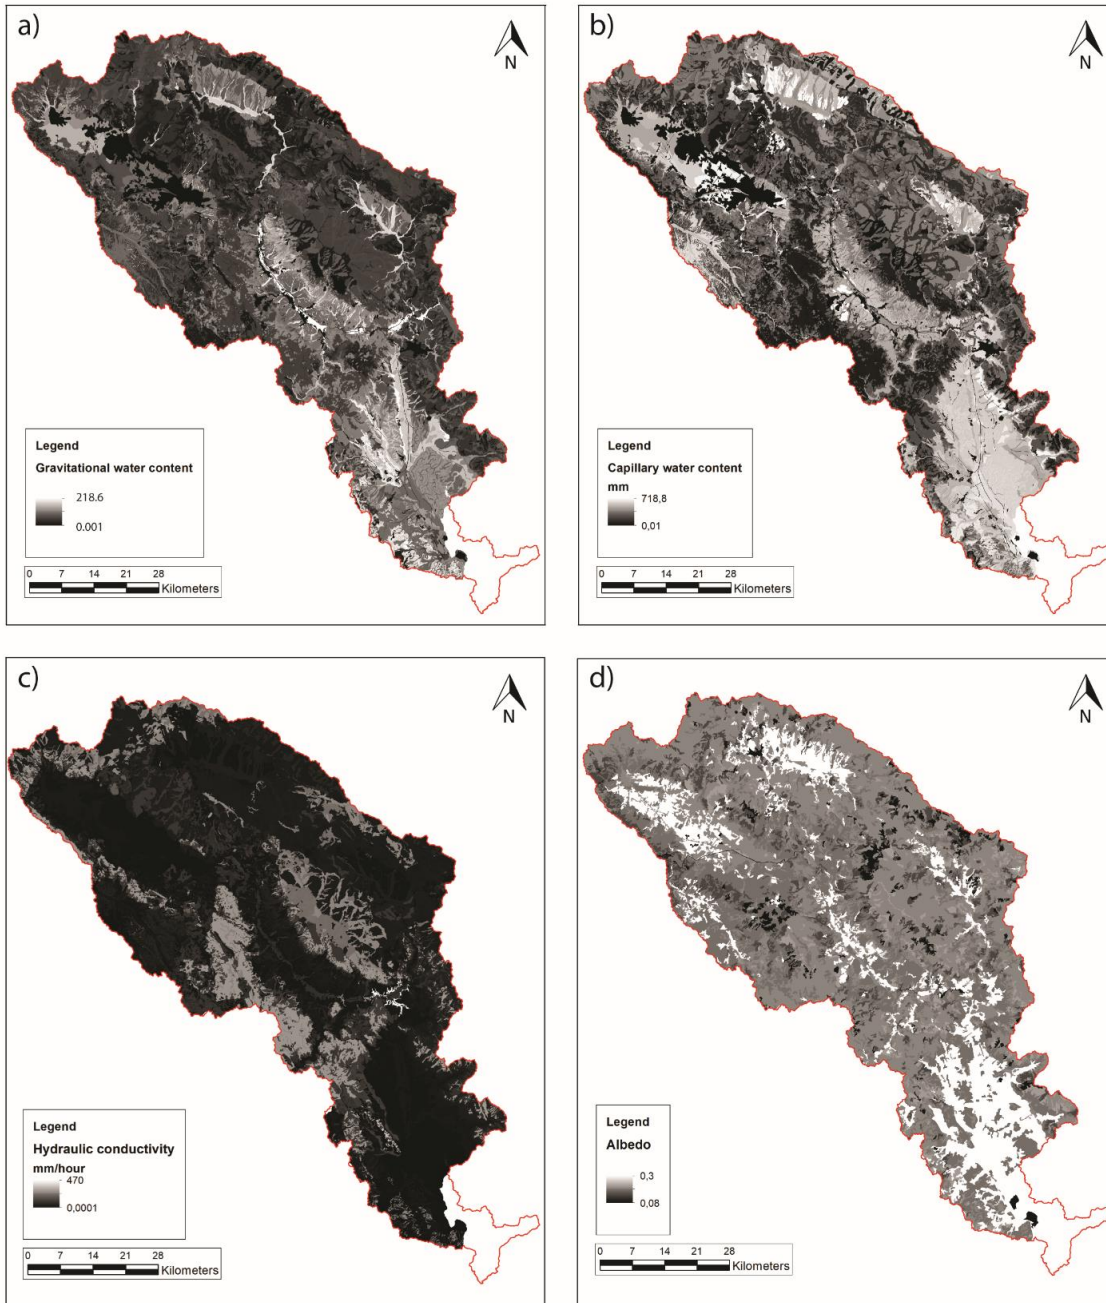 a)
N
Legend
Gravitational water content
218.6
0.001
0 7 14 21 28
Kilometers
b)
N
Legend
Capillary water content
mm
718,8
0,01
0 7 14 21 28
Kilometers
c)
N
Legend
Hydraulic conductivity
mm/hour
470
0,0001
0 7 14 21 28
Kilometers
d)
N
Legend
Albedo
0,3
0,08
0 7 14 21 28
Kilometers